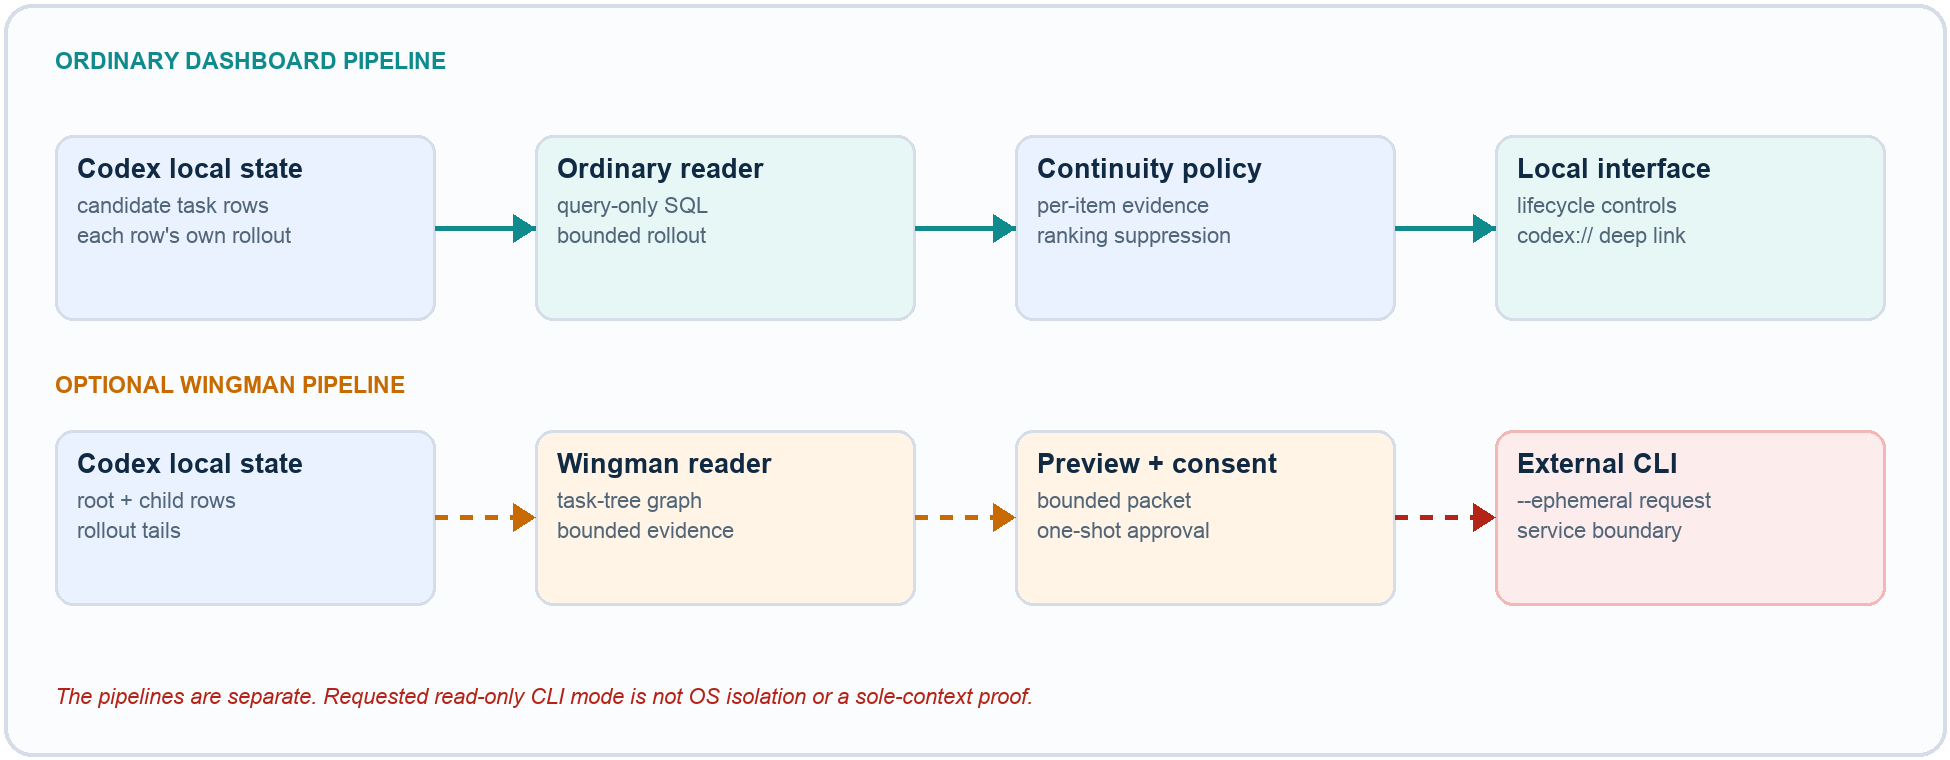 ORDINARY DASHBOARD PIPELINE
Codex local state
candidate task rows
each row's own rollout
Ordinary reader
query-only SQL
bounded rollout
Continuity policy
per-item evidence
ranking suppression
Local interface
lifecycle controls
codex:// deep link
OPTIONAL WINGMAN PIPELINE
Codex local state
root + child rows
rollout tails
Wingman reader
task-tree graph
bounded evidence
Preview + consent
bounded packet
one-shot approval
External CLI
--ephemeral request
service boundary
The pipelines are separate. Requested read-only CLI mode is not OS isolation or a sole-context proof.